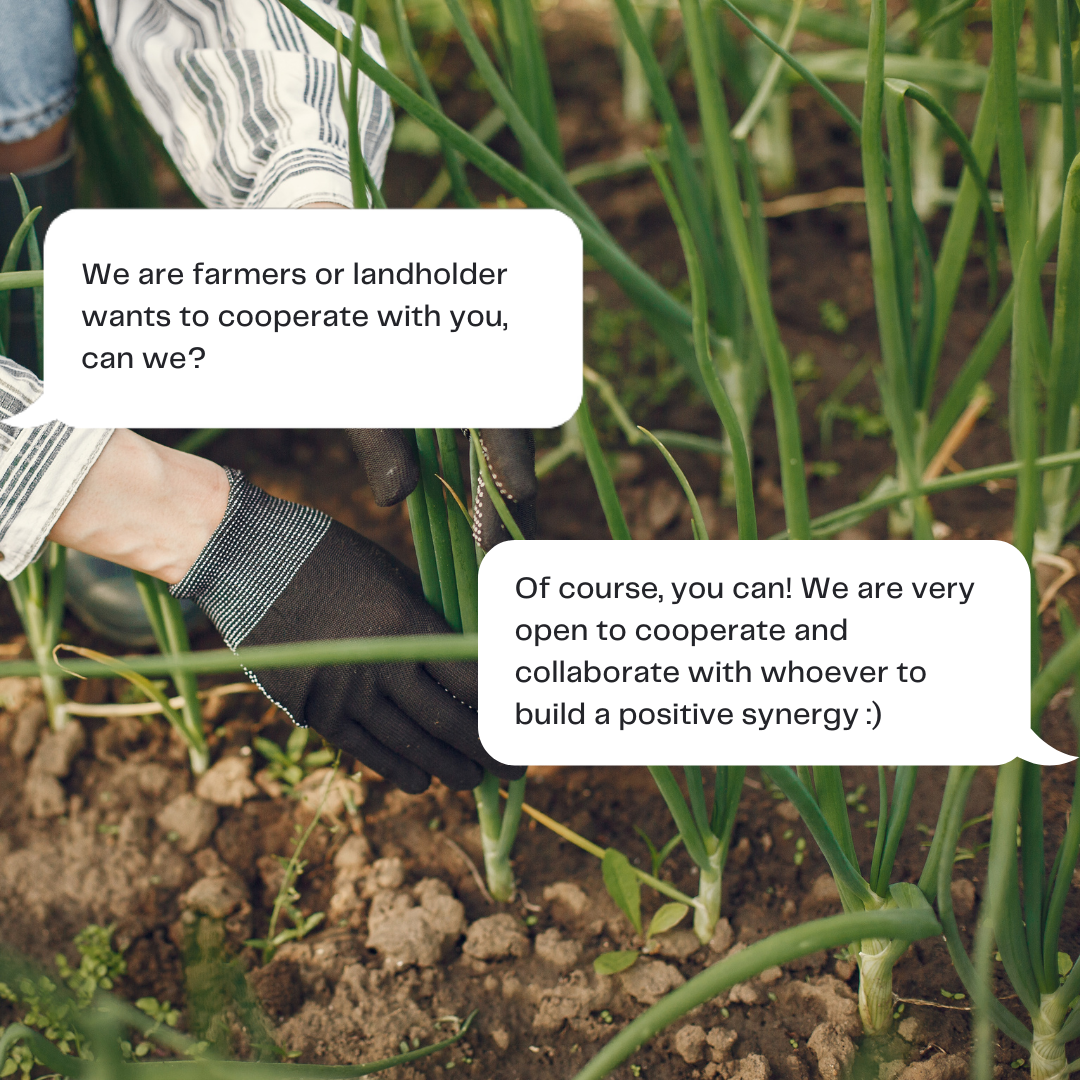 We are farmers or landholder
wants to cooperate with you,
can we?
Of course, you can! We are very
open to cooperate and
collaborate with whoever to
build a positive synergy :)